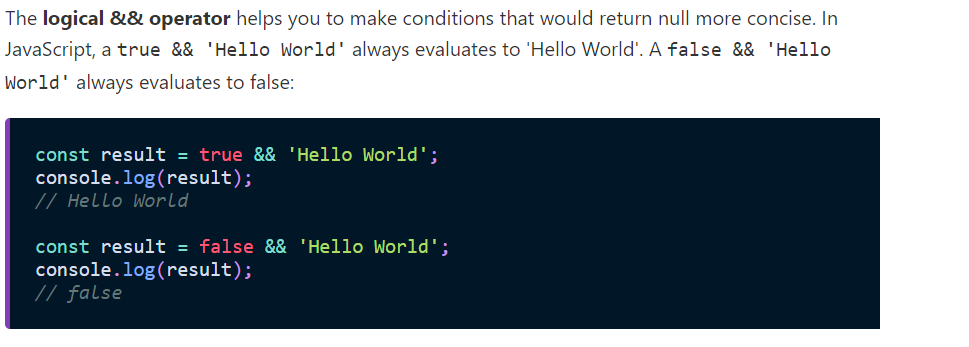 The logical && operator helps you to make conditions that would return null more concise. In
JavaScript, a true && 'Hello World' always evaluates to 'Hello World'. A false && 'Hello
World' always evaluates to false:
const result = true && 'Hello World';
console.log(result);
// Hello World
const result = false && 'Hello World';
console.log(result);
// false